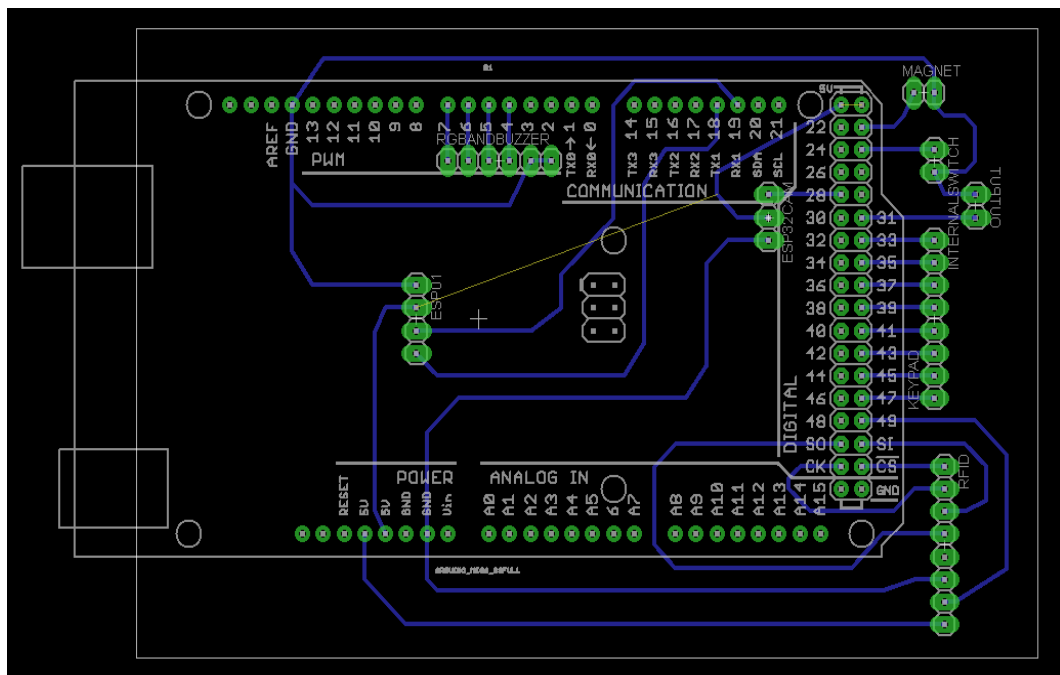 MAGNET
5V
AREF
GND
13
12
11
10
9
8
7
6
5
4
3
2
TX0→1
RX0←0
14
15
16
17
18
19
20
21
TX3
RX3
TX2
RX2
TX1
RX1
SDA
SCL
PWM
RGBANDBUZZER
COMMUNICATION
22
24
26
28
30
32
34
36
38
40
42
44
46
48
SO
CK
31
33
35
37
39
41
43
45
47
49
SI
CS
GND
INTERNALSWITCH
ESP32CAM
ESP01
KEYPAD
DIGITAL
RFID
POWER
ANALOG IN
RESET
5V
GND
GND
Vin
A0
A1
A2
A3
A4
A5
A7
A8
A9
A10
A11
A12
A13
A14
A15